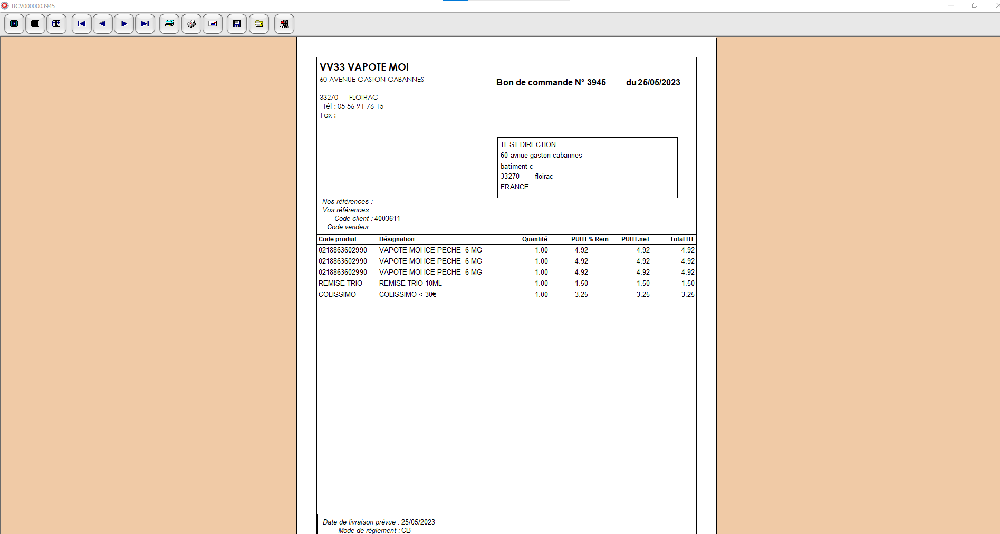 BCV0000003945
VV33 VAPOTE MOI
60 AVENUE GASTON CABANNES
Bon de commande N° 3945 du 25/05/2023
33270 FLOIRAC
Tél : 05 56 91 76 15
Fax :
TEST DIRECTION
60 avnue gaston cabannes
batiment c
33270 floirac
FRANCE
Nos références :
Vos références :
Code client : 4003611
Code vendeur :
Code produit Désignation Quantité PUHT % Rem PUHT.net Total HT
0218863602990 VAPOTE MOI ICE PECHE 6 MG 1.00 4.92 4.92 4.92
0218863602990 VAPOTE MOI ICE PECHE 6 MG 1.00 4.92 4.92 4.92
0218863602990 VAPOTE MOI ICE PECHE 6 MG 1.00 4.92 4.92 4.92
REMISE TRIO REMISE TRIO 10ML 1.00 -1.50 -1.50 -1.50
COLISSIMO COLISSIMO < 30€ 1.00 3.25 3.25 3.25
Date de livraison prévue : 25/05/2023
Mode de règlement : CB